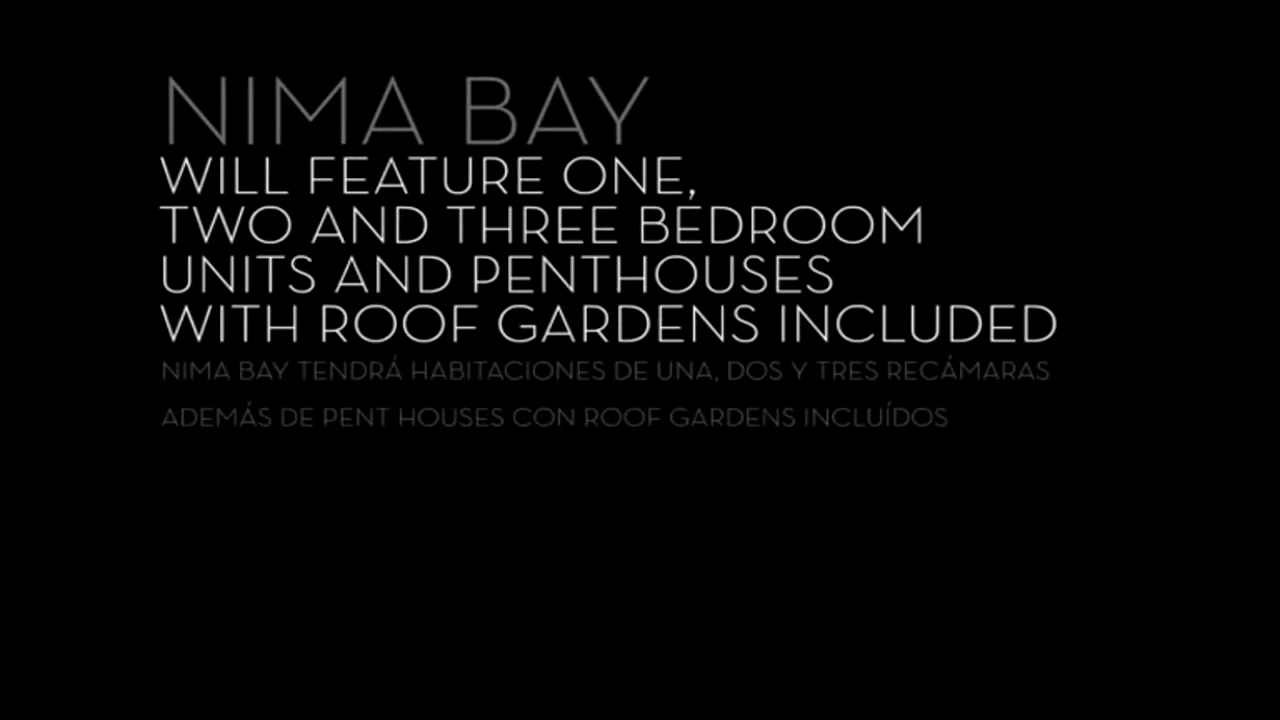 NIMA BAY
WILL FEATURE ONE,
TWO AND THREE BEDROOM
UNITS AND PENTHOUSES
WITH ROOF GARDENS INCLUDED
NIMA BAY TENDRÁ HABITACIONES DE UNA, DOS Y TRES RECÁMARAS
ADEMÁS DE PENT HOUSES CON ROOF GARDENS INCLUÍDOS